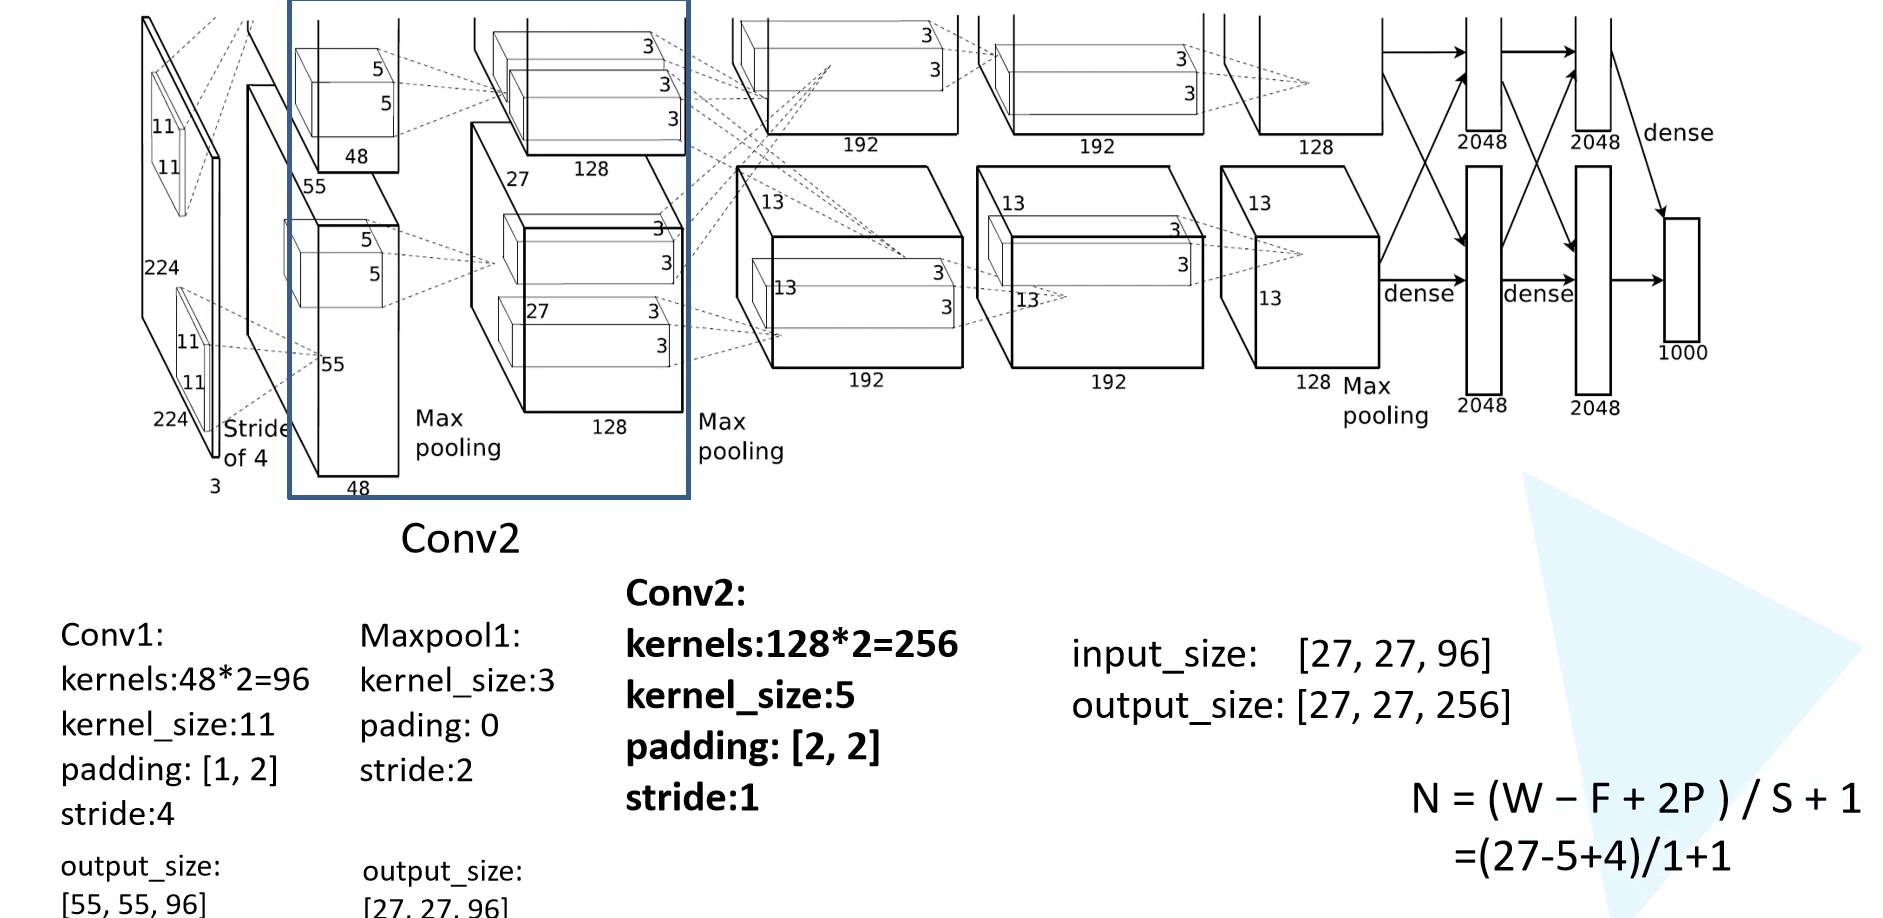 3
3
3
3
3
3
3
3
5
5
11
11
48
128
192
192
128
2048
2048
dense
55
27
13
13
13
5
5
3
3
3
3
224
3
3
27
3
3
13
13
13
dense
dense
11
11
55
1000
192
192
128
Max
pooling
2048
2048
224
Stride
of 4
Max
pooling
128
Max
pooling
3
48
Conv2
Conv1:
kernels:48*2=96
kernel_size:11
padding: [1, 2]
stride:4
output_size:
[55, 55, 96]
Maxpool1:
kernel_size:3
pading: 0
stride:2
output_size:
[27, 27, 96]
Conv2:
kernels:128*2=256
kernel_size:5
padding: [2, 2]
stride:1
input_size: [27, 27, 96]
output_size: [27, 27, 256]
N = (W – F + 2P ) / S + 1
=(27-5+4)/1+1